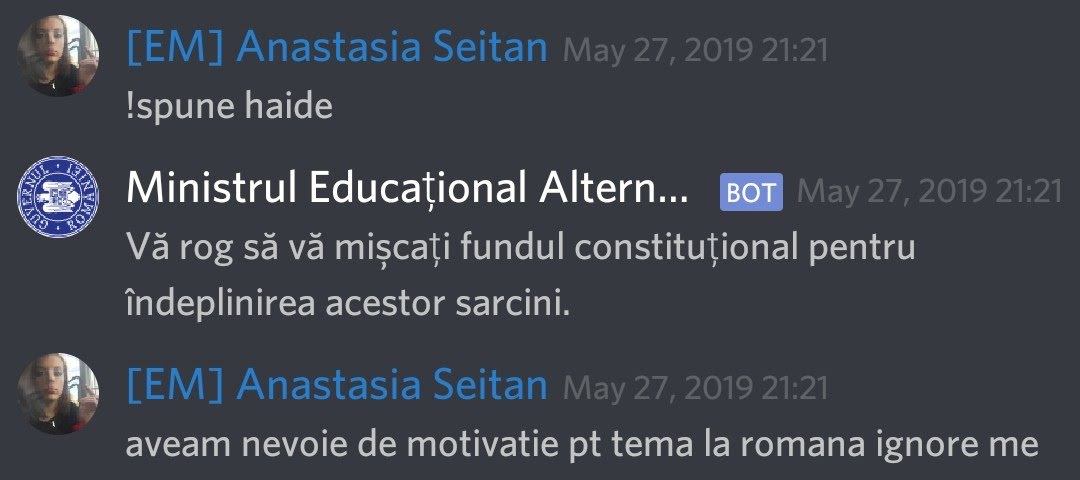 [EM] Anastasia Seitan May 27, 2019 21:21
!spune haide
Ministrul Educațional Altern... BOT May 27, 2019 21:21
Vă rog să vă mișcați fundul constituțional pentru
îndeplinirea acestor sarcini.
[EM] Anastasia Seitan May 27, 2019 21:21
aveam nevoie de motivatie pt tema la romana ignore me